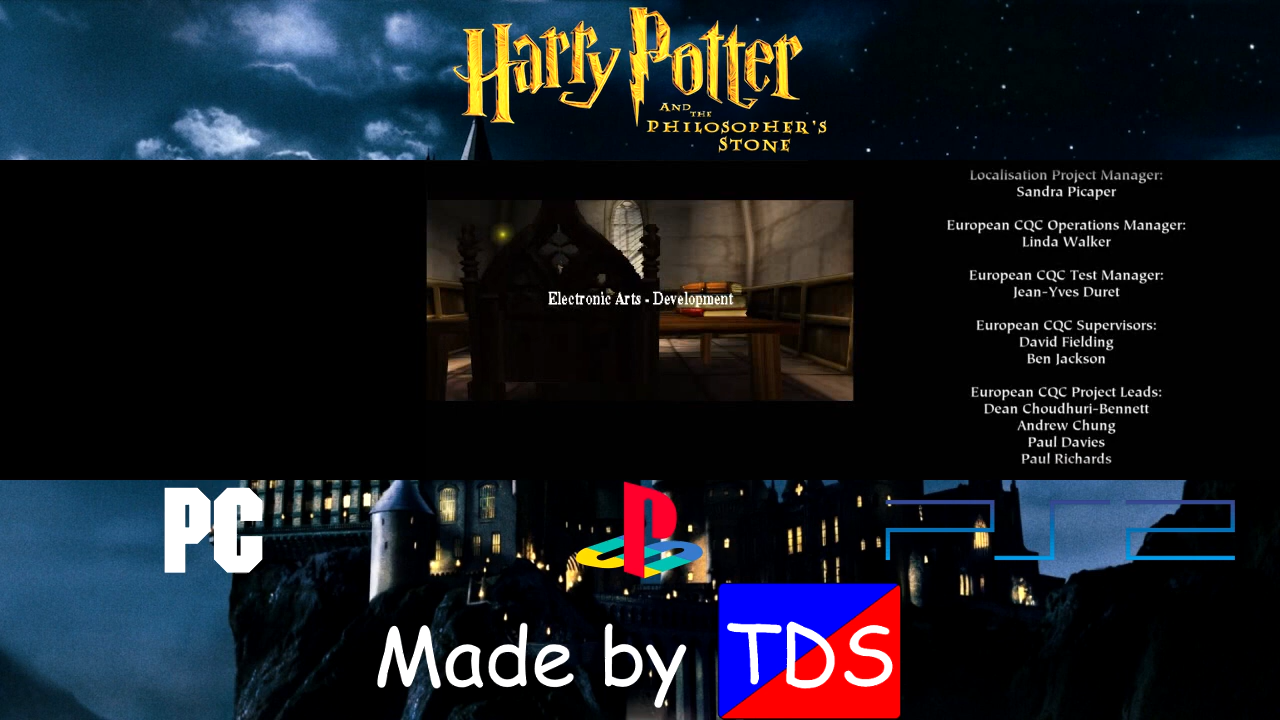 Harry Potter
AND THE
PHILOSOPHER'S
STONE
Electronic Arts - Development
Localisation Project Manager:
Sandra Picaper
European CQC Operations Manager:
Linda Walker
European CQC Test Manager:
Jean-Yves Duret
European CQC Supervisors:
David Fielding
Ben Jackson
European CQC Project Leads:
Dean Choudhuri-Bennett
Andrew Chung
Paul Davies
Paul Richards
PC
PS2
Made by TDS